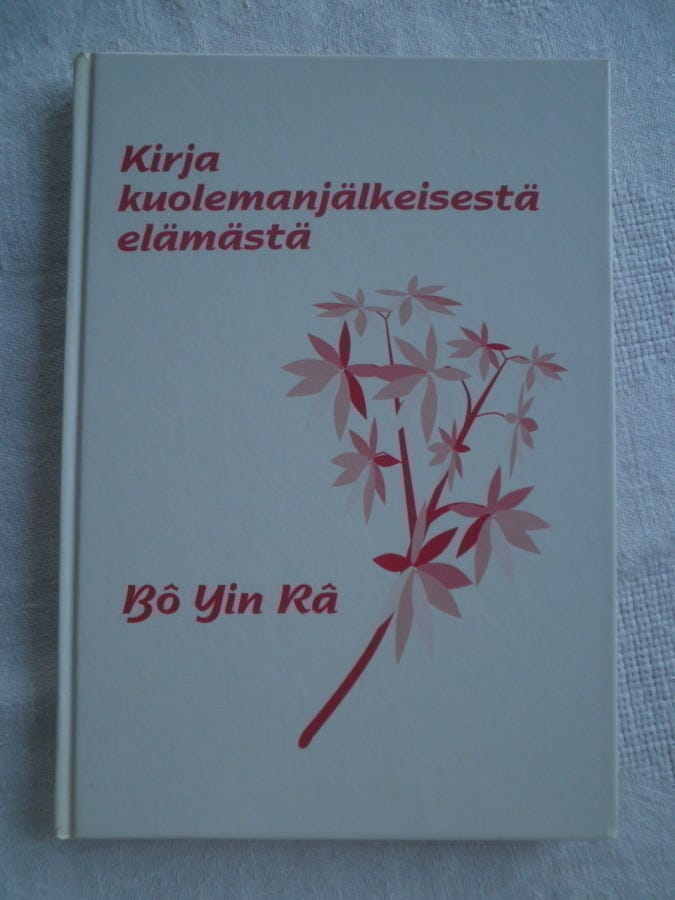 Kirja
kuolemanjälkeisestä
elämästä
Bô Yin Râ